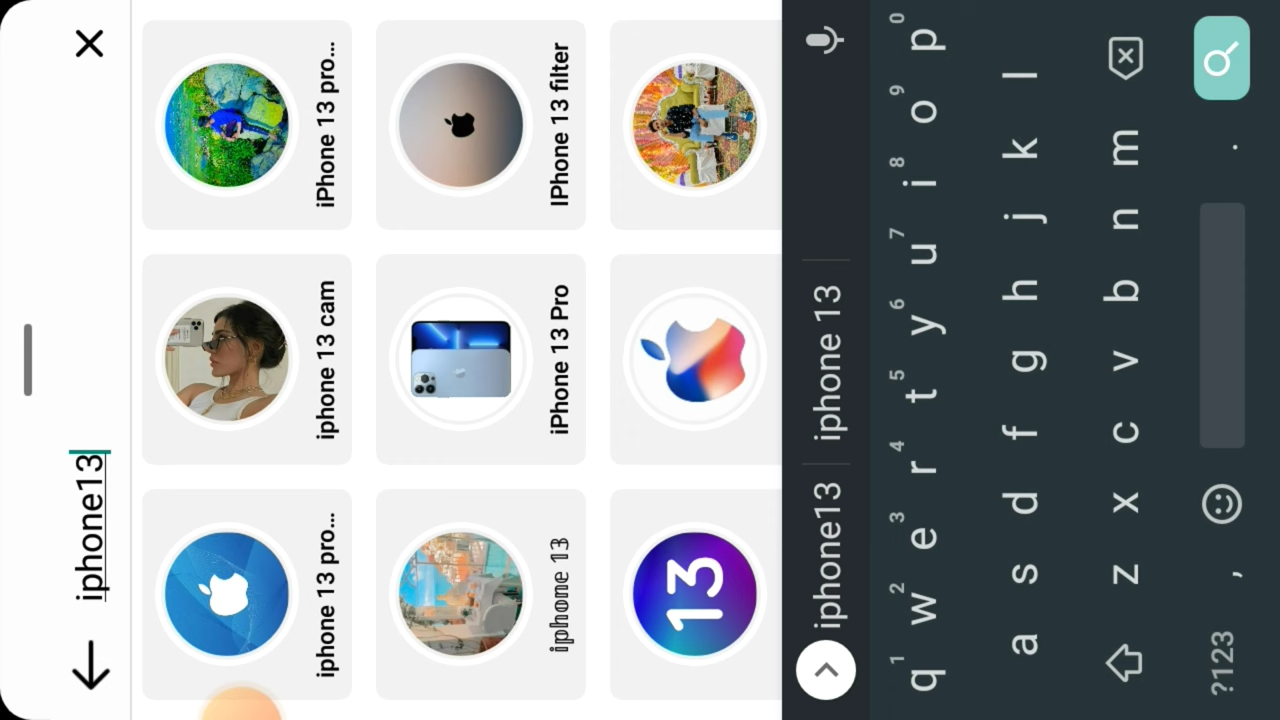 iphone13
iphone 13 pro...
iphone 13 cam
iPhone 13 pro...
iphone 13
iPhone 13 Pro
IPhone 13 filter
13
iphone13
iphone 13
q w e r t y u i o p
1 2 3 4 5 6 7 8 9 0
a s d f g h j k l
z x c v b n m
?123 , .